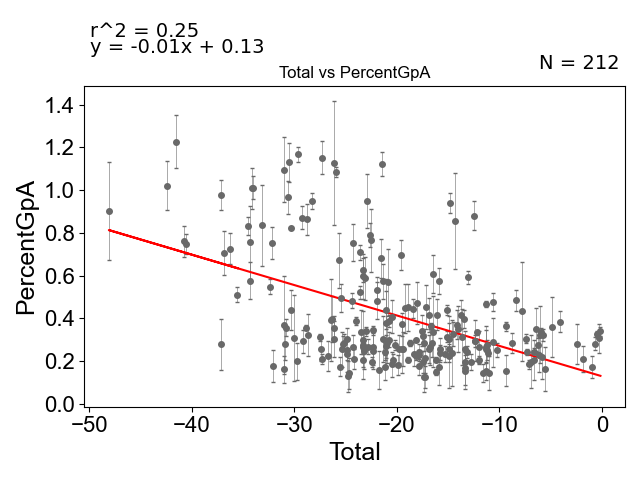 r^2 = 0.25
y = -0.01x + 0.13
N = 212
Total vs PercentGpA
PercentGpA
1.4
1.2
1.0
0.8
0.6
0.4
0.2
0.0
−50 −40 −30 −20 −10 0
Total